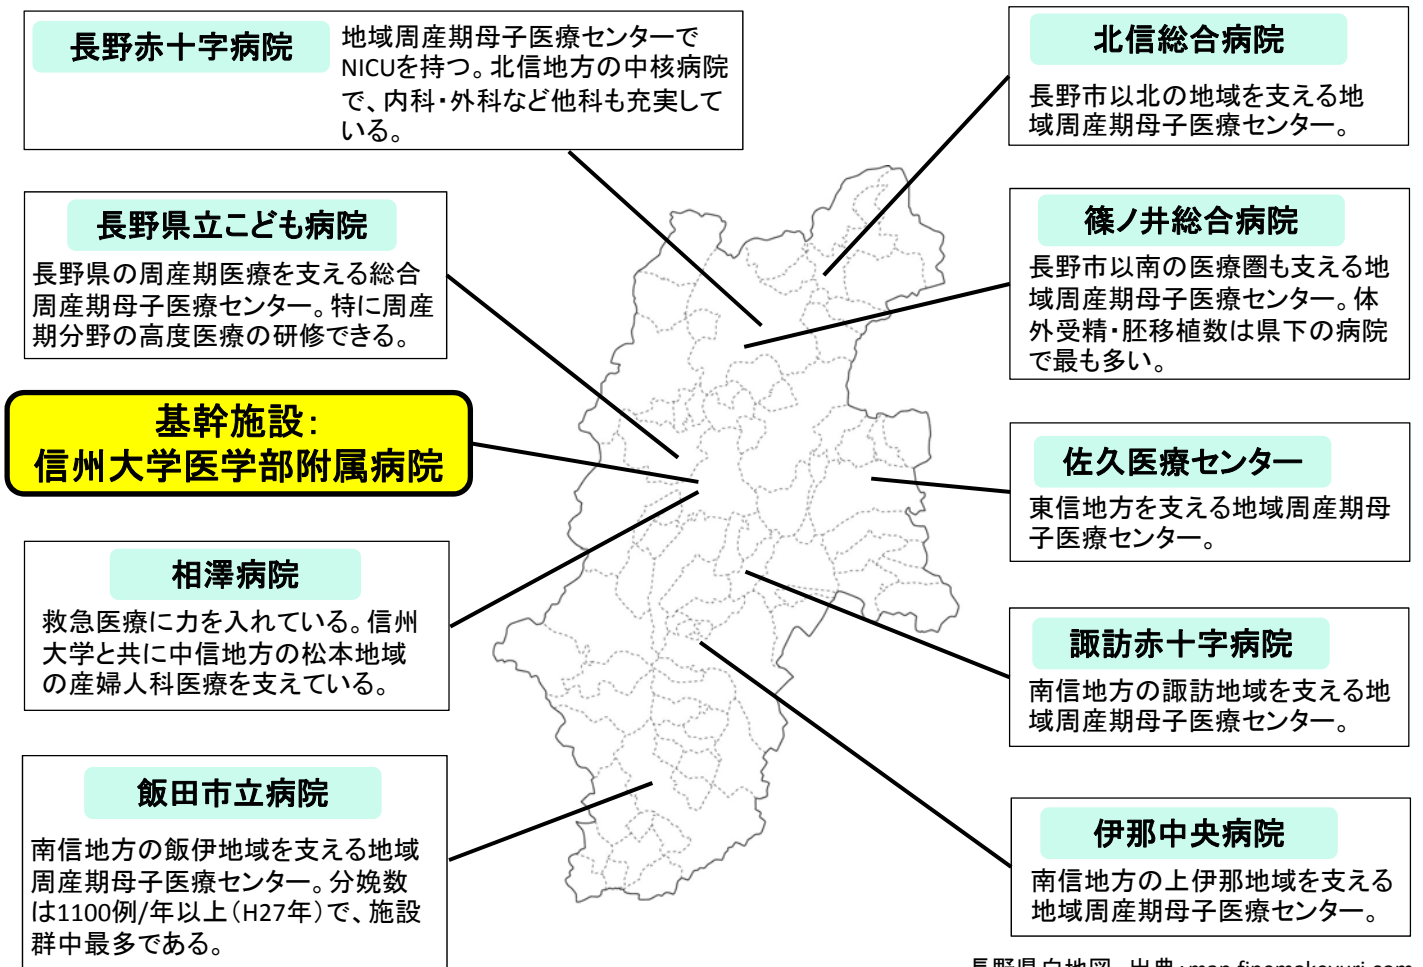 長野赤十字病院
地域周産期母子医療センターで
NICUを持つ。北信地方の中核病院
で、内科・外科など他科も充実して
いる。
北信総合病院
長野市以北の地域を支える地
域周産期母子医療センター。
長野県立こども病院
長野県の周産期医療を支える総合
周産期母子医療センター。特に周産
期分野の高度医療の研修できる。
篠ノ井総合病院
長野市以南の医療圏も支える地
域周産期母子医療センター。体
外受精・胚移植数は県下の病院
で最も多い。
基幹施設：
信州大学医学部附属病院
佐久医療センター
東信地方を支える地域周産期母
子医療センター。
相澤病院
救急医療に力を入れている。信州
大学と共に中信地方の松本地域
の産婦人科医療を支えている。
諏訪赤十字病院
南信地方の諏訪地域を支える地
域周産期母子医療センター。
飯田市立病院
南信地方の飯伊地域を支える地域
周産期母子医療センター。分娩数
は1100例/年以上（H27年）で、施設
群中最多である。
伊那中央病院
南信地方の上伊那地域を支える
地域周産期母子医療センター。
長野県白地図 出典：map.finemakeyuri.com